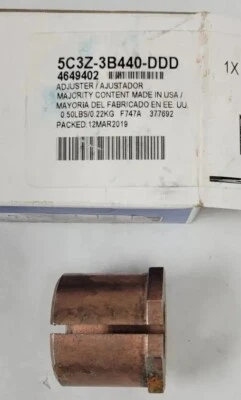 5C3Z-3B440-DDD
4649402
ADJUSTER / AJUSTADOR
MAJORITY CONTENT MADE IN USA /
MAYORIA DEL FABRICADO EN EE. UU.
0.50LBS/0.22KG F747A 377692
PACKED:12MAR2019
1X